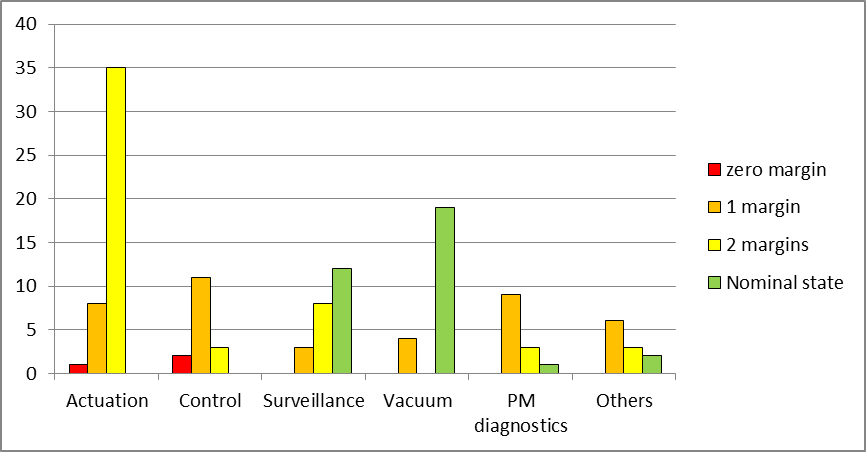 40
35
30
25
20
15
10
5
0
Actuation
Control
Surveillance
Vacuum
PM
diagnostics
Others
zero margin
1 margin
2 margins
Nominal state